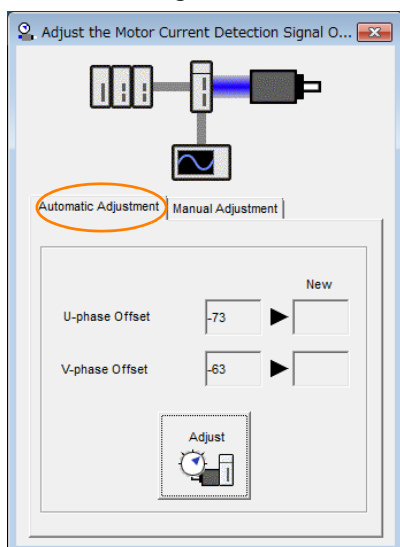 Adjust the Motor Current Detection Signal O...
Automatic Adjustment
Manual Adjustment
New
U-phase Offset
-73
V-phase Offset
-63
Adjust